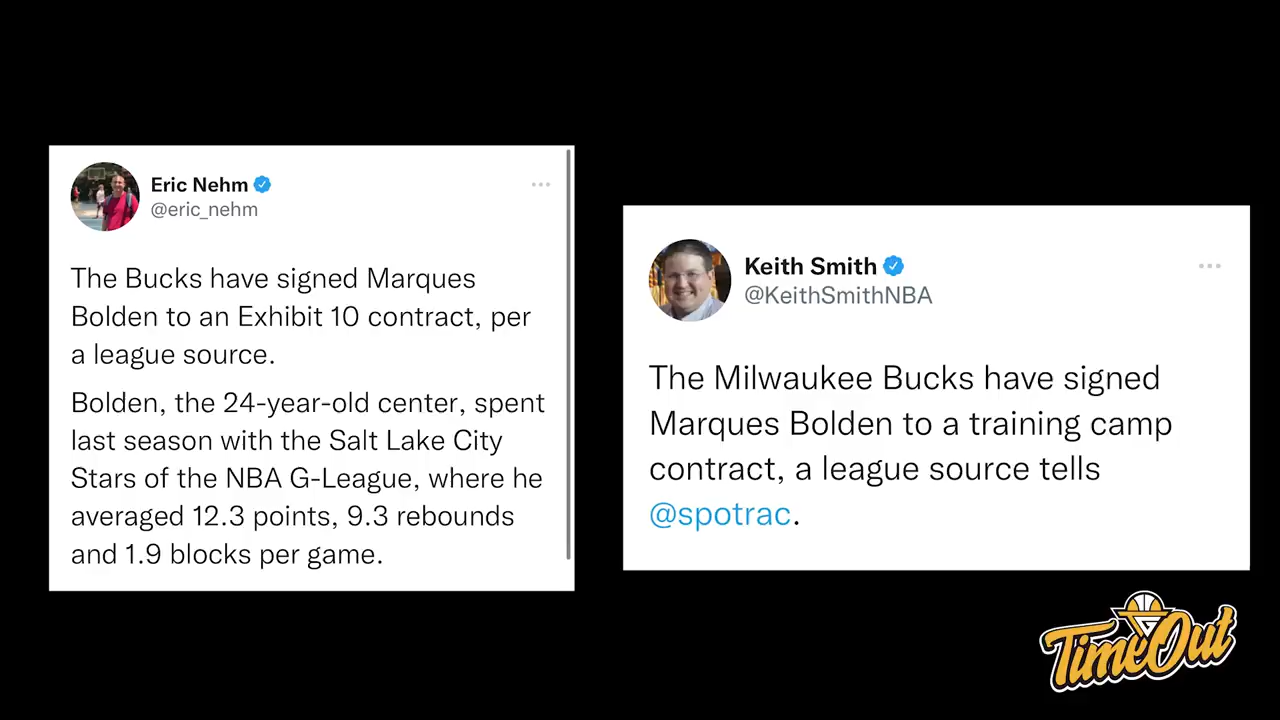 Eric Nehm
@eric_nehm
The Bucks have signed Marques
Bolden to an Exhibit 10 contract, per
a league source.
Bolden, the 24-year-old center, spent
last season with the Salt Lake City
Stars of the NBA G-League, where he
averaged 12.3 points, 9.3 rebounds
and 1.9 blocks per game.
Keith Smith
@KeithSmithNBA
The Milwaukee Bucks have signed
Marques Bolden to a training camp
contract, a league source tells
@spotrac.
TimeOut
G